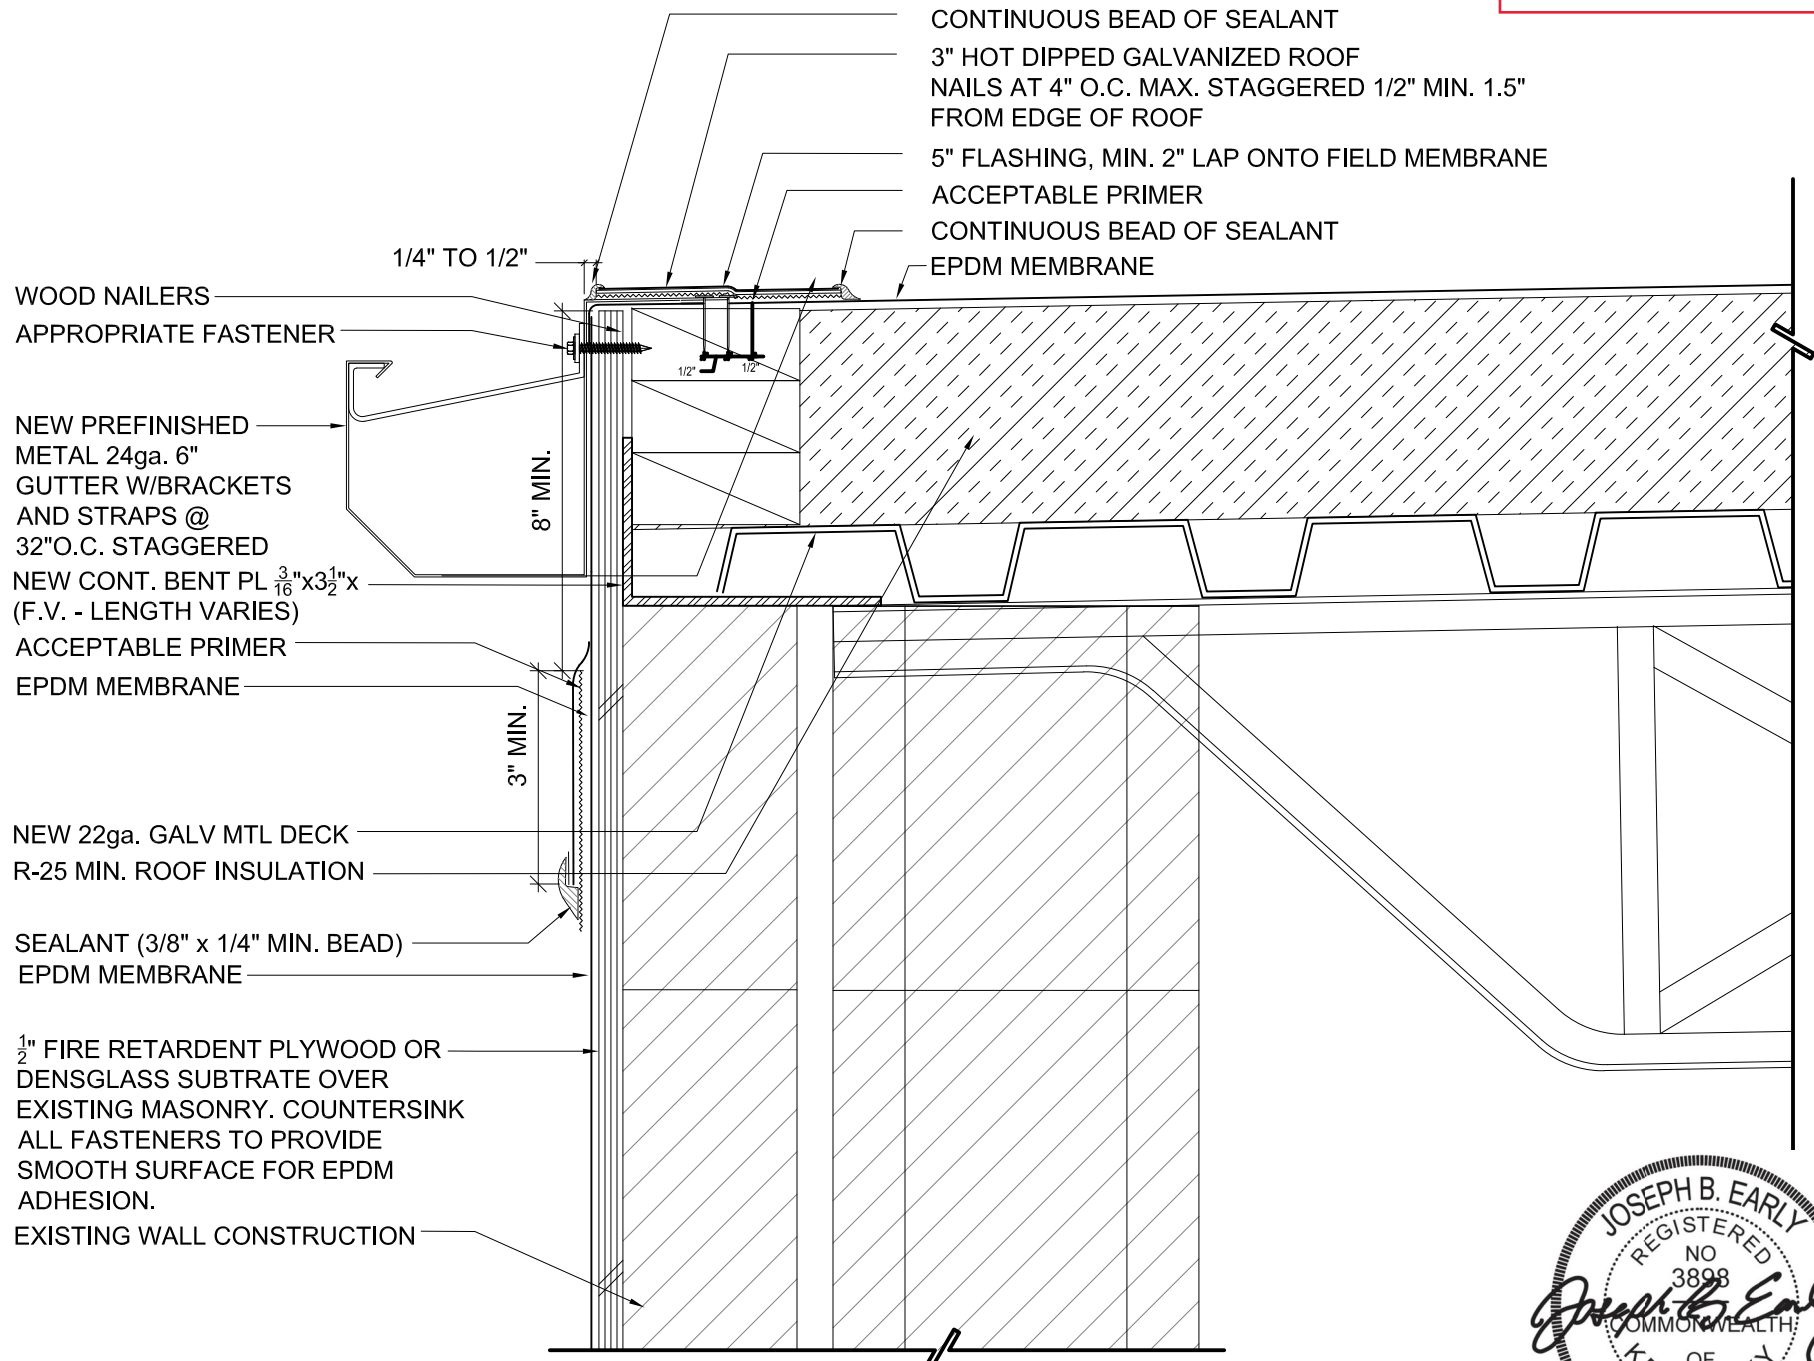 CONTINUOUS BEAD OF SEALANT
3" HOT DIPPED GALVANIZED ROOF
NAILS AT 4" O.C. MAX. STAGGERED 1/2" MIN. 1.5"
FROM EDGE OF ROOF
5" FLASHING, MIN. 2" LAP ONTO FIELD MEMBRANE
ACCEPTABLE PRIMER
CONTINUOUS BEAD OF SEALANT
EPDM MEMBRANE
1/4" TO 1/2"
WOOD NAILERS
APPROPRIATE FASTENER
1/2"
1/2"
NEW PREFINISHED
METAL 24ga. 6"
GUTTER W/BRACKETS
AND STRAPS @
32"O.C. STAGGERED
8" MIN.
NEW CONT. BENT PL 3/16"x3 1/2"x
(F.V. - LENGTH VARIES)
ACCEPTABLE PRIMER
EPDM MEMBRANE
3" MIN.
NEW 22ga. GALV MTL DECK
R-25 MIN. ROOF INSULATION
SEALANT (3/8" x 1/4" MIN. BEAD)
EPDM MEMBRANE
1/2" FIRE RETARDENT PLYWOOD OR
DENSGLASS SUBTRATE OVER
EXISTING MASONRY. COUNTERSINK
ALL FASTENERS TO PROVIDE
SMOOTH SURFACE FOR EPDM
ADHESION.
EXISTING WALL CONSTRUCTION
JOSEPH B. EARLY
REGISTERED
NO
3898
Joseph B. Early
COMMONWEALTH
OF